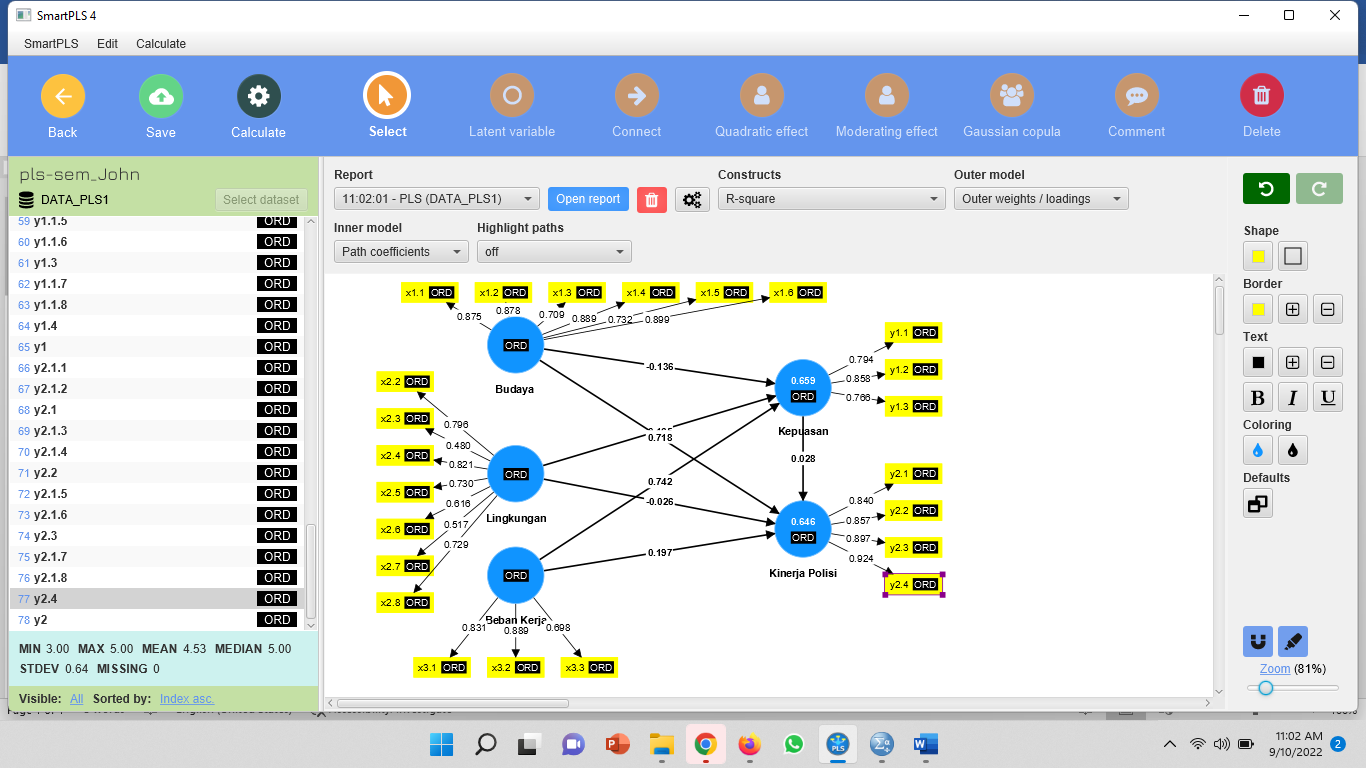 SmartPLS 4
SmartPLS Edit Calculate
Back Save Calculate Select Latent variable Connect Quadratic effect Moderating effect Gaussian copula Comment Delete
pls-sem_John
DATA_PLS1 Select dataset
59 y1.1.5 ORD
60 y1.1.6 ORD
61 y1.3 ORD
62 y1.1.7 ORD
63 y1.1.8 ORD
64 y1.4 ORD
65 y1 ORD
66 y2.1.1 ORD
67 y2.1.2 ORD
68 y2.1 ORD
69 y2.1.3 ORD
70 y2.1.4 ORD
71 y2.2 ORD
72 y2.1.5 ORD
73 y2.1.6 ORD
74 y2.3 ORD
75 y2.1.7 ORD
76 y2.1.8 ORD
77 y2.4 ORD
78 y2 ORD
MIN 3.00 MAX 5.00 MEAN 4.53 MEDIAN 5.00
STDEV 0.64 MISSING 0
Visible: All Sorted by: Index asc.
Report Constructs Outer model
11:02:01 - PLS (DATA_PLS1) Open report R-square Outer weights / loadings
Inner model Highlight paths
Path coefficients off
x1.1 ORD x1.2 ORD x1.3 ORD x1.4 ORD x1.5 ORD x1.6 ORD
0.875 0.878 0.709 0.889 0.732 0.899
ORD
Budaya
x2.2 ORD
x2.3 ORD
x2.4 ORD
x2.5 ORD
x2.6 ORD
x2.7 ORD
x2.8 ORD
0.796
0.480
0.821
0.730
0.616
0.517
0.729
ORD
Lingkungan
ORD
Beban Kerja
0.831 0.889 0.698
x3.1 ORD x3.2 ORD x3.3 ORD
-0.136
0.718
0.742
-0.026
0.197
0.659
ORD
Kepuasan
0.028
0.646
ORD
Kinerja Polisi
0.794
0.858
0.766
y1.1 ORD
y1.2 ORD
y1.3 ORD
0.840
0.857
0.897
0.924
y2.1 ORD
y2.2 ORD
y2.3 ORD
y2.4 ORD
Shape
Border
Text
B I U
Coloring
Defaults
Zoom (81%)
11:02 AM
9/10/2022
2